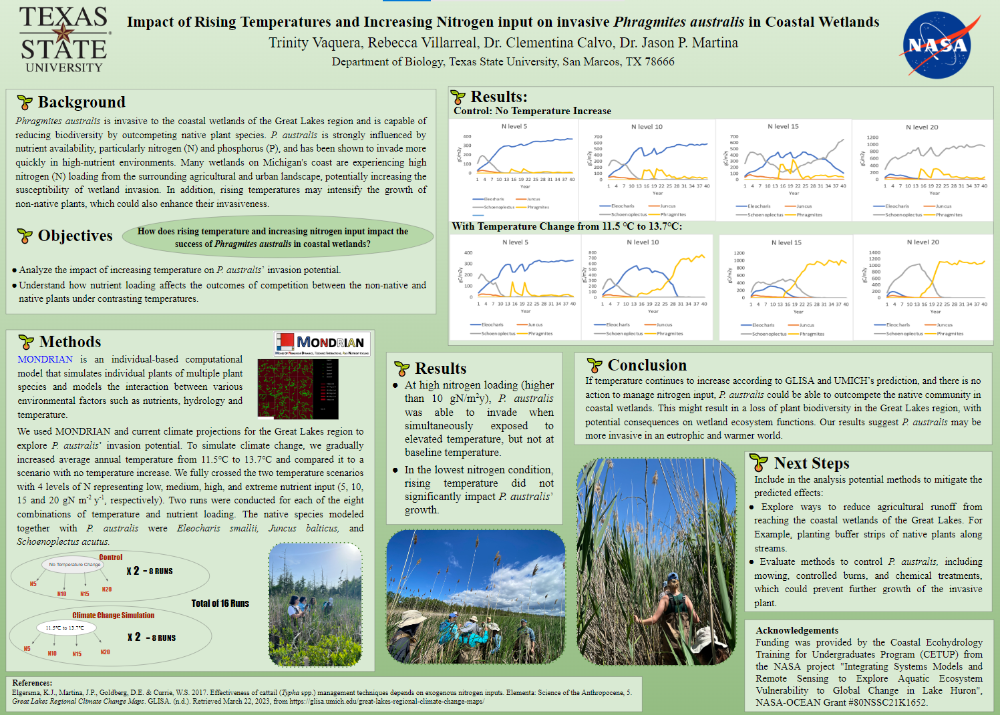 TEXAS
STATE
UNIVERSITY
Impact of Rising Temperatures and Increasing Nitrogen input on invasive Phragmites australis in Coastal Wetlands
Trinity Vaquera, Rebecca Villarreal, Dr. Clementina Calvo, Dr. Jason P. Martina
Department of Biology, Texas State University, San Marcos, TX 78666
NASA
Background
Phragmites australis is invasive to the coastal wetlands of the Great Lakes region and is capable of
reducing biodiversity by outcompeting native plant species. P. australis is strongly influenced by
nutrient availability, particularly nitrogen (N) and phosphorus (P), and has been shown to invade more
quickly in high-nutrient environments. Many wetlands on Michigan's coast are experiencing high
nitrogen (N) loading from the surrounding agricultural and urban landscape, potentially increasing the
susceptibility of wetland invasion. In addition, rising temperatures may intensify the growth of
non-native plants, which could also enhance their invasiveness.
Objectives
How does rising temperature and increasing nitrogen input impact the
success of Phragmites australis in coastal wetlands?
● Analyze the impact of increasing temperature on P. australis' invasion potential.
● Understand how nutrient loading affects the outcomes of competition between the non-native and
native plants under contrasting temperatures.
Methods
MONDRIAN
MONDRIAN is an individual-based computational
model that simulates individual plants of multiple plant
species and models the interaction between various
environmental factors such as nutrients, hydrology and
temperature.
We used MONDRIAN and current climate projections for the Great Lakes region to
explore P. australis' invasion potential. To simulate climate change, we gradually
increased average annual temperature from 11.5°C to 13.7°C and compared it to a
scenario with no temperature increase. We fully crossed the two temperature scenarios
with 4 levels of N representing low, medium, high, and extreme nutrient input (5, 10,
15 and 20 gN m-2 y-1, respectively). Two runs were conducted for each of the eight
combinations of temperature and nutrient loading. The native species modeled
together with P. australis were Eleocharis smallii, Juncus balticus, and
Schoenoplectus acutus.
Control
No Temperature Change
N5
N10
N15
N20
X 2 = 8 RUNS
Total of 16 Runs
Climate Change Simulation
11.5°C to 13.7°C
N5
N10
N15
N20
X 2 = 8 RUNS
Results:
Control: No Temperature Increase
N level 5
400
300
200
100
0
gC/m2y
1 4 7 10 13 16 19 22 25 28 31 34 37 40
Year
Eleocharis Juncus
Schoenoplectus Phragmites
N level 10
700
600
500
400
300
200
100
0
gC/m2y
1 4 7 10 13 16 19 22 25 28 31 34 37 40
Year
Eleocharis Juncus
Schoenoplectus Phragmites
N level 15
700
600
500
400
300
200
100
0
gC/m2y
1 4 7 10 13 16 19 22 25 28 31 34 37 40
Year
Eleocharis Juncus
Schoenoplectus Phragmites
N level 20
1200
1000
800
600
400
200
0
gC/m2y
1 4 7 10 13 16 19 22 25 28 31 34 37 40
Year
Eleocharis Juncus
Schoenoplectus Phragmites
With Temperature Change from 11.5 °C to 13.7°C:
N level 5
400
300
200
100
0
gC/m2y
1 4 7 10 13 16 19 22 25 28 31 34 37 40
Year
Eleocharis Juncus
Schoenoplectus Phragmites
N level 10
800
700
600
500
400
300
200
100
0
gC/m2y
1 4 7 10 13 16 19 22 25 28 31 34 37 40
Year
Eleocharis Juncus
Schoenoplectus Phragmites
N level 15
1200
1000
800
600
400
200
0
gC/m2y
1 4 7 10 13 16 19 22 25 28 31 34 37 40
Year
Eleocharis Juncus
Schoenoplectus Phragmites
N level 20
1400
1200
1000
800
600
400
200
0
gC/m2y
1 4 7 10 13 16 19 22 25 28 31 34 37 40
Year
Eleocharis Juncus
Schoenoplectus Phragmites
Results
● At high nitrogen loading (higher
than 10 gN/m2y), P. australis
was able to invade when
simultaneously exposed to
elevated temperature, but not at
baseline temperature.
● In the lowest nitrogen condition,
rising temperature did not
significantly impact P. australis'
growth.
Conclusion
If temperature continues to increase according to GLISA and UMICH's prediction, and there is no
action to manage nitrogen input, P. australis could be able to outcompete the native community in
coastal wetlands. This might result in a loss of plant biodiversity in the Great Lakes region, with
potential consequences on wetland ecosystem functions. Our results suggest P. australis may be
more invasive in an eutrophic and warmer world.
Next Steps
Include in the analysis potential methods to mitigate the
predicted effects:
● Explore ways to reduce agricultural runoff from
reaching the coastal wetlands of the Great Lakes. For
Example, planting buffer strips of native plants along
streams.
● Evaluate methods to control P. australis, including
mowing, controlled burns, and chemical treatments,
which could prevent further growth of the invasive
plant.
Acknowledgements
Funding was provided by the Coastal Ecohydrology
Training for Undergraduates Program (CETUP) from
the NASA project "Integrating Systems Models and
Remote Sensing to Explore Aquatic Ecosystem
Vulnerability to Global Change in Lake Huron",
NASA-OCEAN Grant #80NSSC21K1652.
References:
Elgersma, K.J., Martina, J.P., Goldberg, D.E. & Currie, W.S. 2017. Effectiveness of cattail (Typha spp.) management techniques depends on exogenous nitrogen inputs. Elementa: Science of the Anthropocene, 5.
Great Lakes Regional Climate Change Maps. GLISA. (n.d.). Retrieved March 22, 2023, from https://glisa.umich.edu/great-lakes-regional-climate-change-maps/